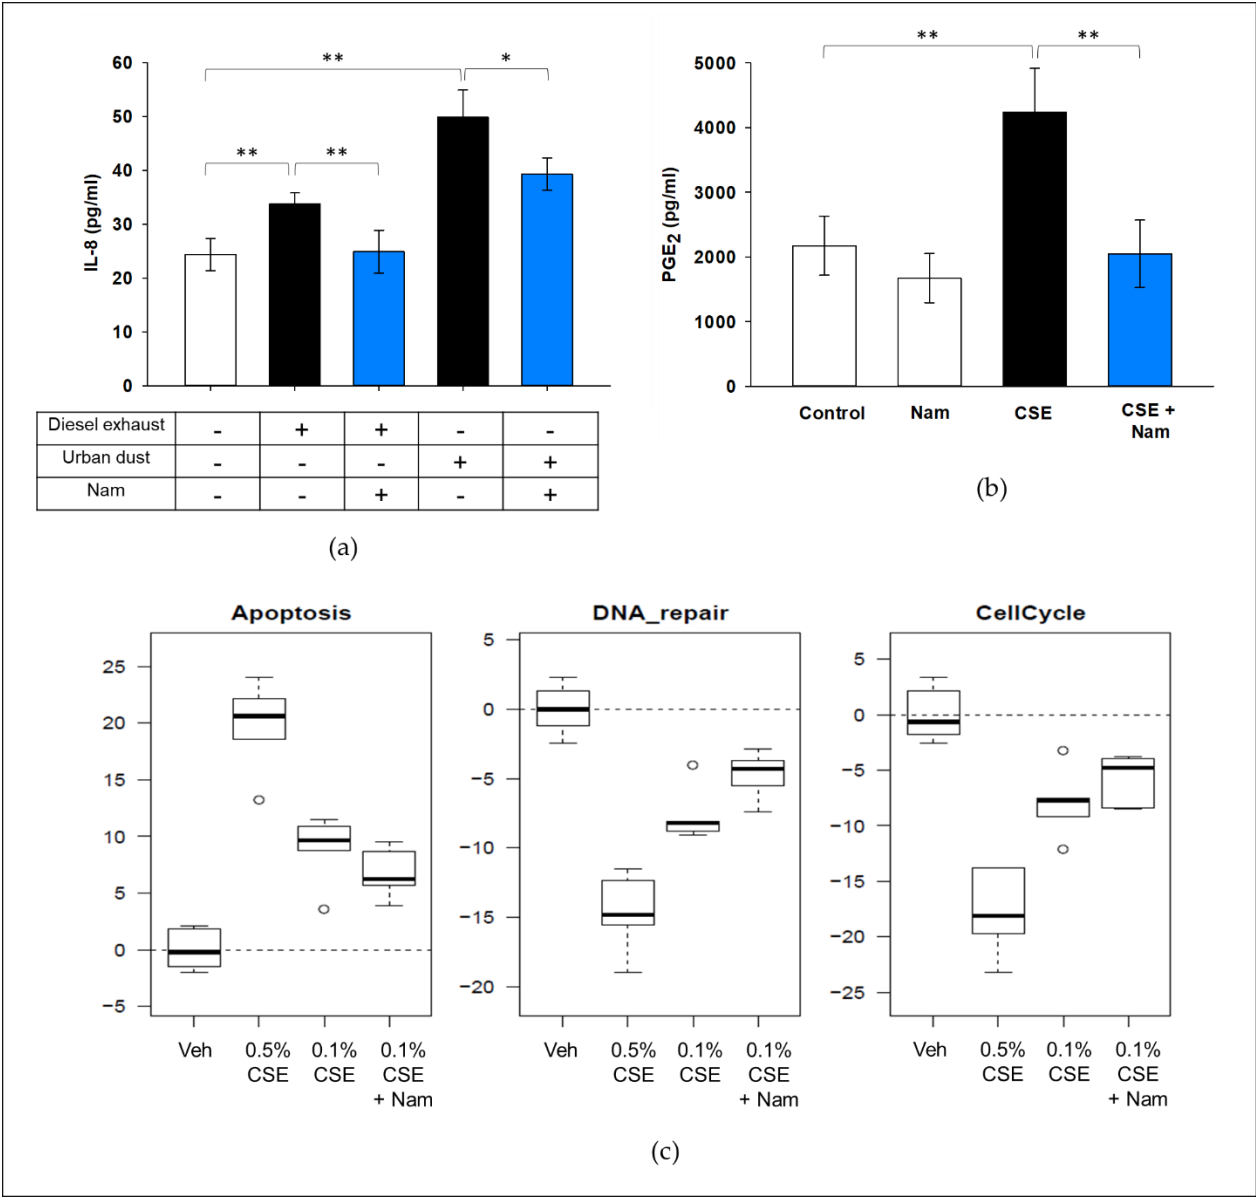 ** *
60
50
** **
40
30
20
10
0
IL-8 (pg/ml)
Diesel exhaust - + + - -
Urban dust - - - + +
Nam - - + - +
(a)
** **
5000
4000
3000
2000
1000
0
PGE2 (pg/ml)
Control Nam CSE CSE +
Nam
(b)
Apoptosis
25
20
15
10
5
0
−5
Veh 0.5% 0.1% 0.1%
CSE CSE CSE
+ Nam
DNA_repair
5
0
−5
−10
−15
−20
Veh 0.5% 0.1% 0.1%
CSE CSE CSE
+ Nam
CellCycle
5
0
−5
−10
−15
−20
−25
Veh 0.5% 0.1% 0.1%
CSE CSE CSE
+ Nam
(c)